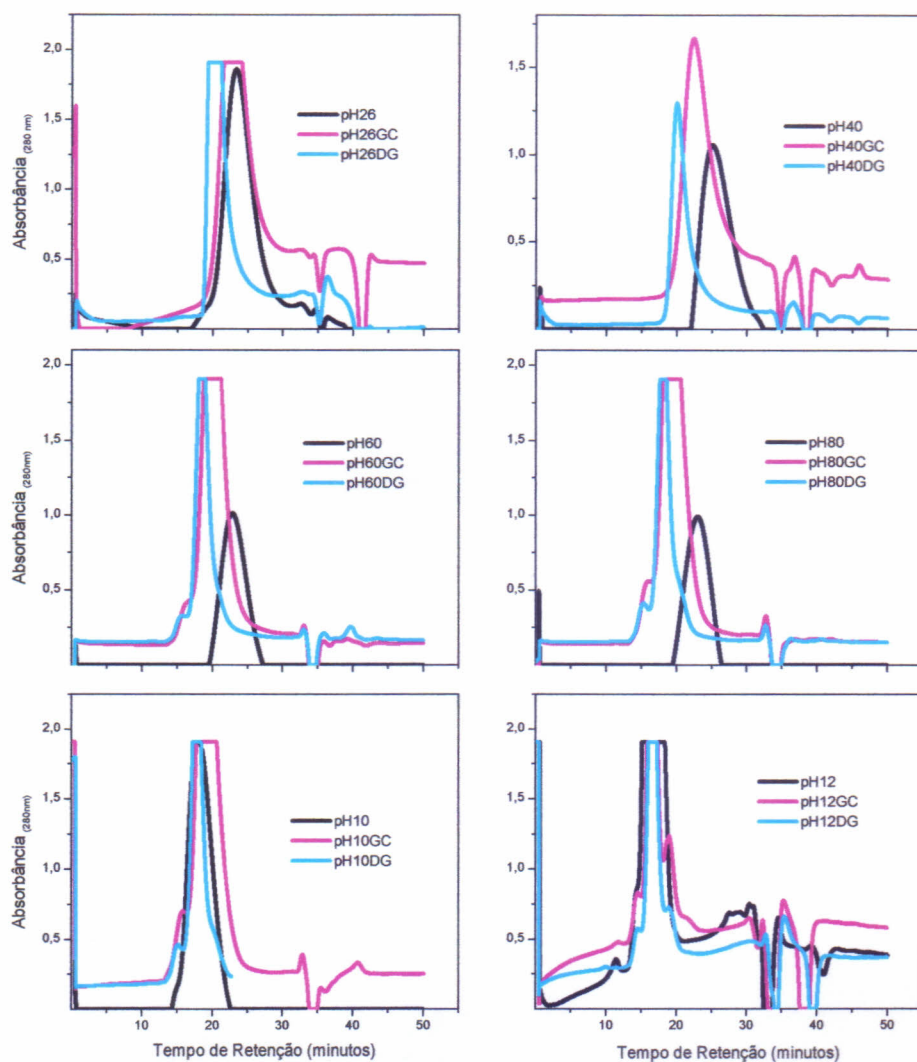 Absorbância (280 nm)
2,0
1,5
1,0
0,5
pH26
pH26GC
pH26DG
1,5
1,0
0,5
pH40
pH40GC
pH40DG
Absorbância (280nm)
2,0
1,5
1,0
0,5
pH60
pH60GC
pH60DG
2,0
1,5
1,0
0,5
pH80
pH80GC
pH80DG
Absorbância (280nm)
2,0
1,5
1,0
0,5
pH10
pH10GC
pH10DG
10 20 30 40 50
Tempo de Retenção (minutos)
2,0
1,5
1,0
0,5
pH12
pH12GC
pH12DG
10 20 30 40 50
Tempo de Retenção (minutos)